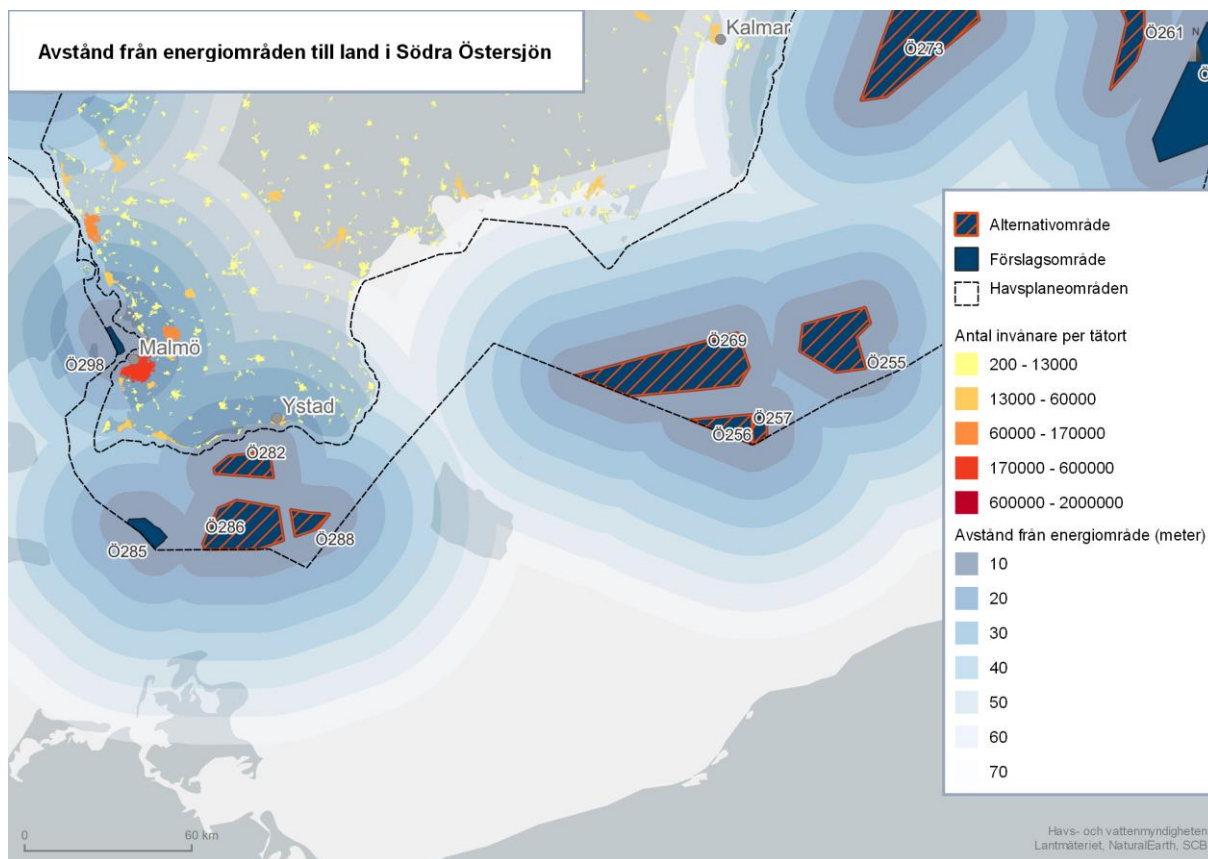 Avstånd från energiområden till land i Södra Östersjön
Kalmar
Ö273
Ö261
N
Malmö
Ö298
Ystad
Ö282
Ö286
Ö288
Ö285
Ö269
Ö255
Ö257
Ö256
Alternativområde
Förslagsområde
Havsplaneområden
Antal invånare per tätort
200 - 13000
13000 - 60000
60000 - 170000
170000 - 600000
600000 - 2000000
Avstånd från energiområde (meter)
10
20
30
40
50
60
70
0 60 km
Havs- och vattenmyndigheten
Lantmäteriet, NaturalEarth, SCB